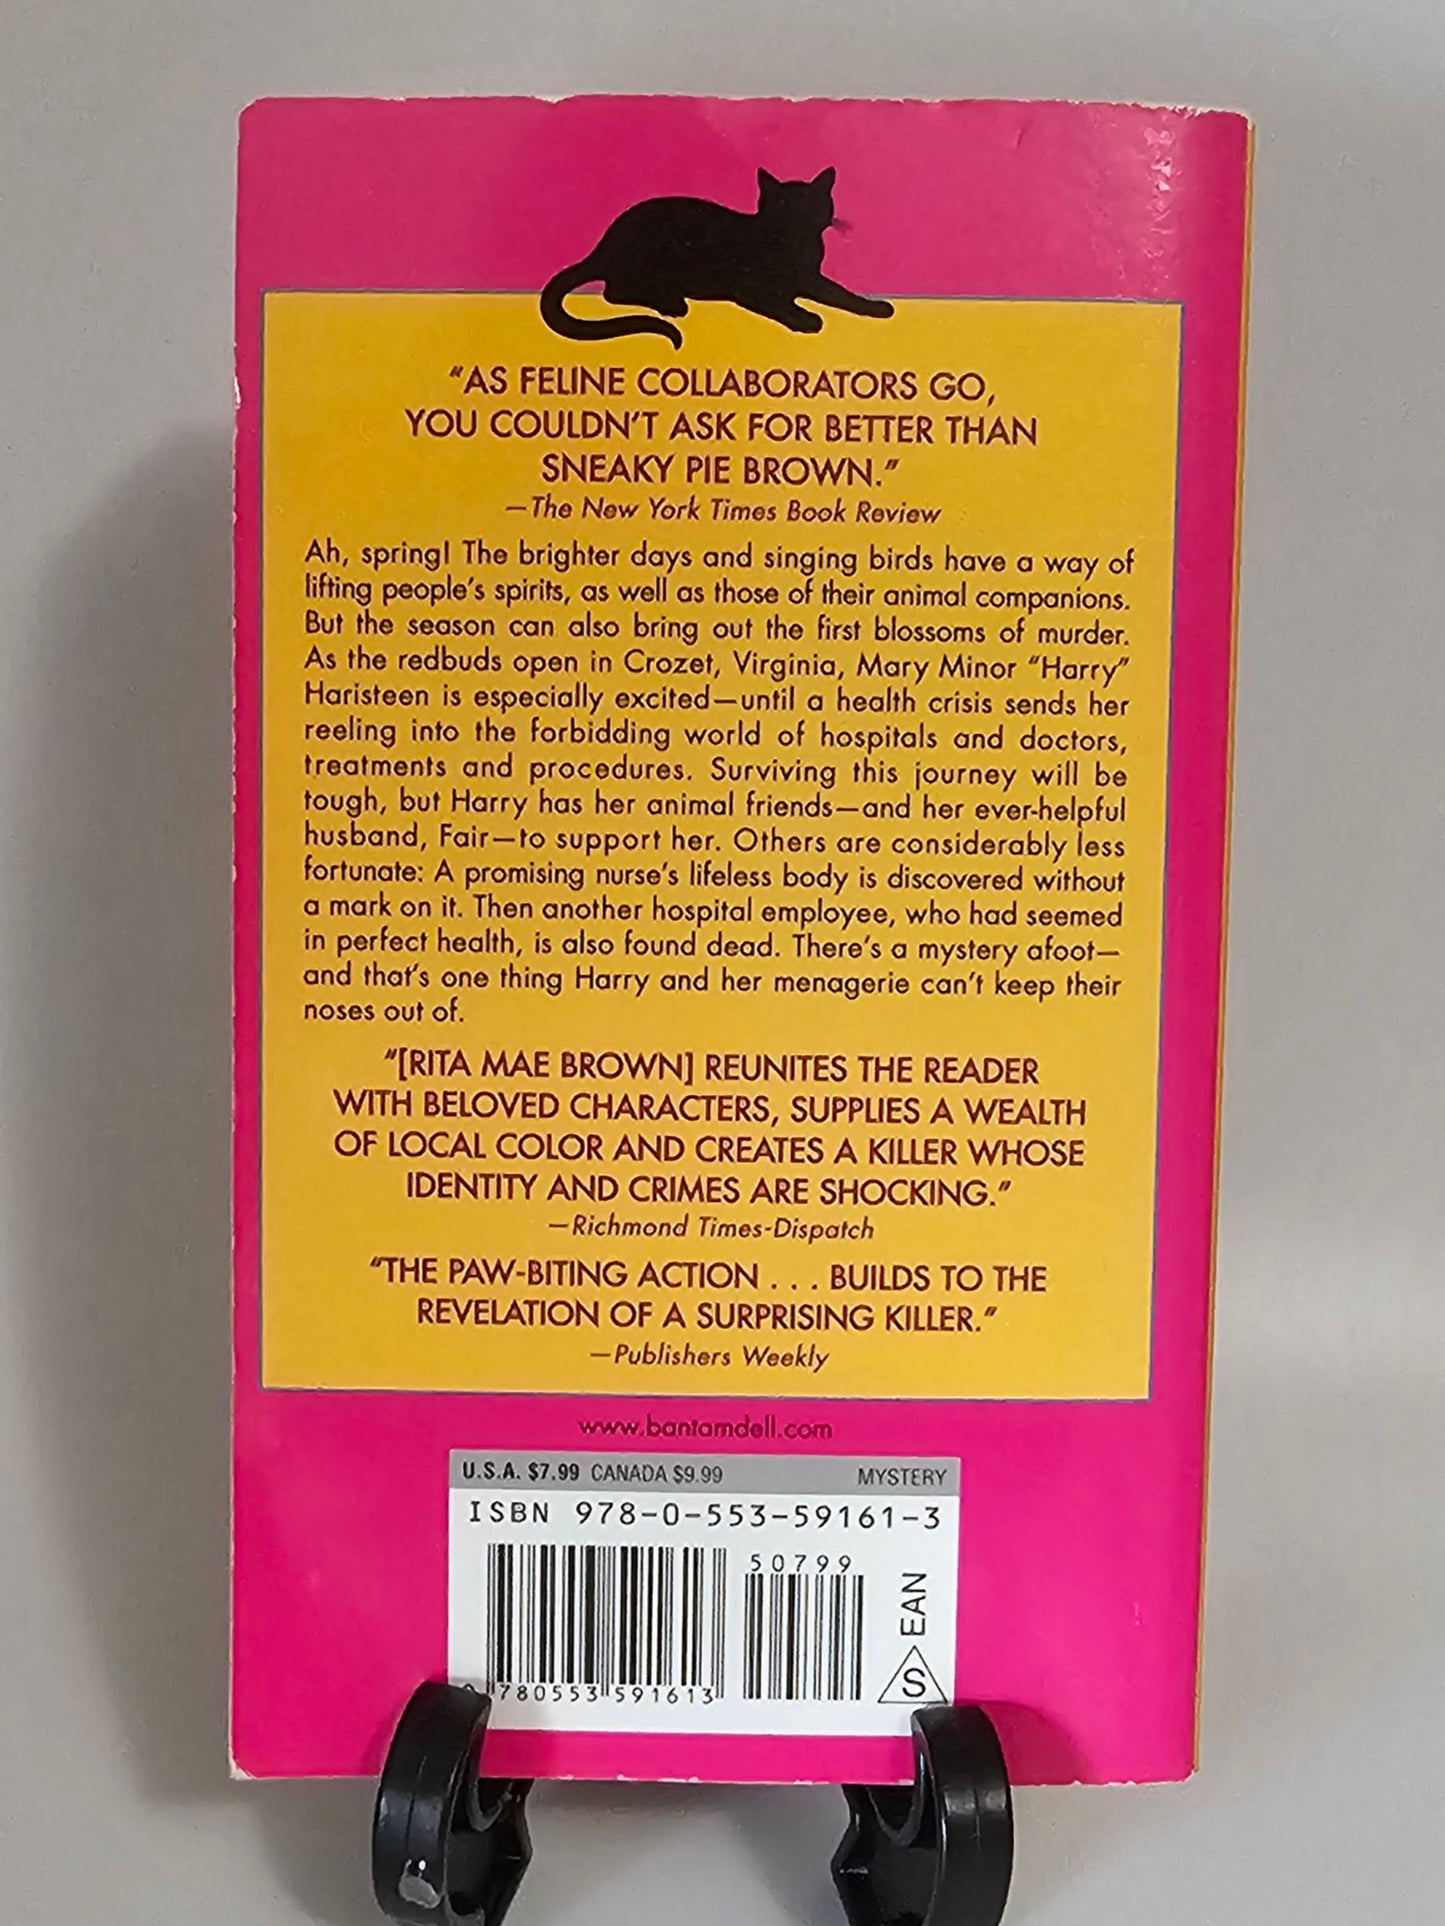 "AS FELINE COLLABORATORS GO,
YOU COULDN'T ASK FOR BETTER THAN
SNEAKY PIE BROWN."
—The New York Times Book Review
Ah, spring! The brighter days and singing birds have a way of
lifting people's spirits, as well as those of their animal companions.
But the season can also bring out the first blossoms of murder.
As the redbuds open in Crozet, Virginia, Mary Minor "Harry"
Haristeen is especially excited—until a health crisis sends her
reeling into the forbidding world of hospitals and doctors,
treatments and procedures. Surviving this journey will be
tough, but Harry has her animal friends—and her ever-helpful
husband, Fair—to support her. Others are considerably less
fortunate: A promising nurse's lifeless body is discovered without
a mark on it. Then another hospital employee, who had seemed
in perfect health, is also found dead. There's a mystery afoot—
and that's one thing Harry and her menagerie can't keep their
noses out of.
"[RITA MAE BROWN] REUNITES THE READER
WITH BELOVED CHARACTERS, SUPPLIES A WEALTH
OF LOCAL COLOR AND CREATES A KILLER WHOSE
IDENTITY AND CRIMES ARE SHOCKING."
—Richmond Times-Dispatch
"THE PAW-BITING ACTION . . . BUILDS TO THE
REVELATION OF A SURPRISING KILLER."
—Publishers Weekly
www.bantamdell.com
U.S.A. $7.99 CANADA $9.99 MYSTERY
ISBN 978-0-553-59161-3
50799
EAN
S
9 780553 591613